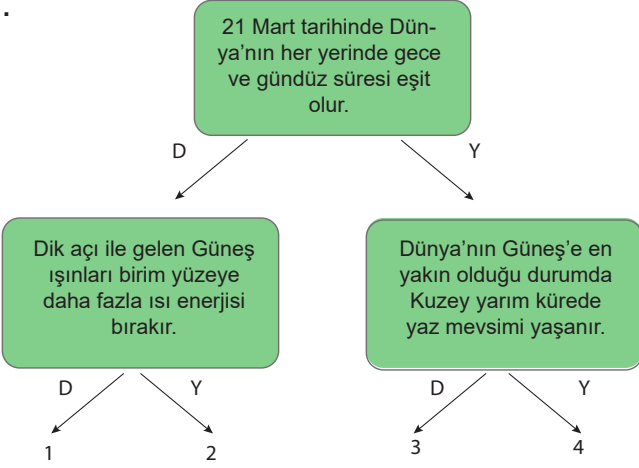 .
21 Mart tarihinde Dün-
ya’nın her yerinde gece
ve gündüz süresi eşit
olur.
D
Y
Dik açı ile gelen Güneş
ışınları birim yüzeye
daha fazla ısı enerjisi
bırakır.
Dünya’nın Güneş’e en
yakın olduğu durumda
Kuzey yarım kürede
yaz mevsimi yaşanır.
D
Y
D
Y
1
2
3
4